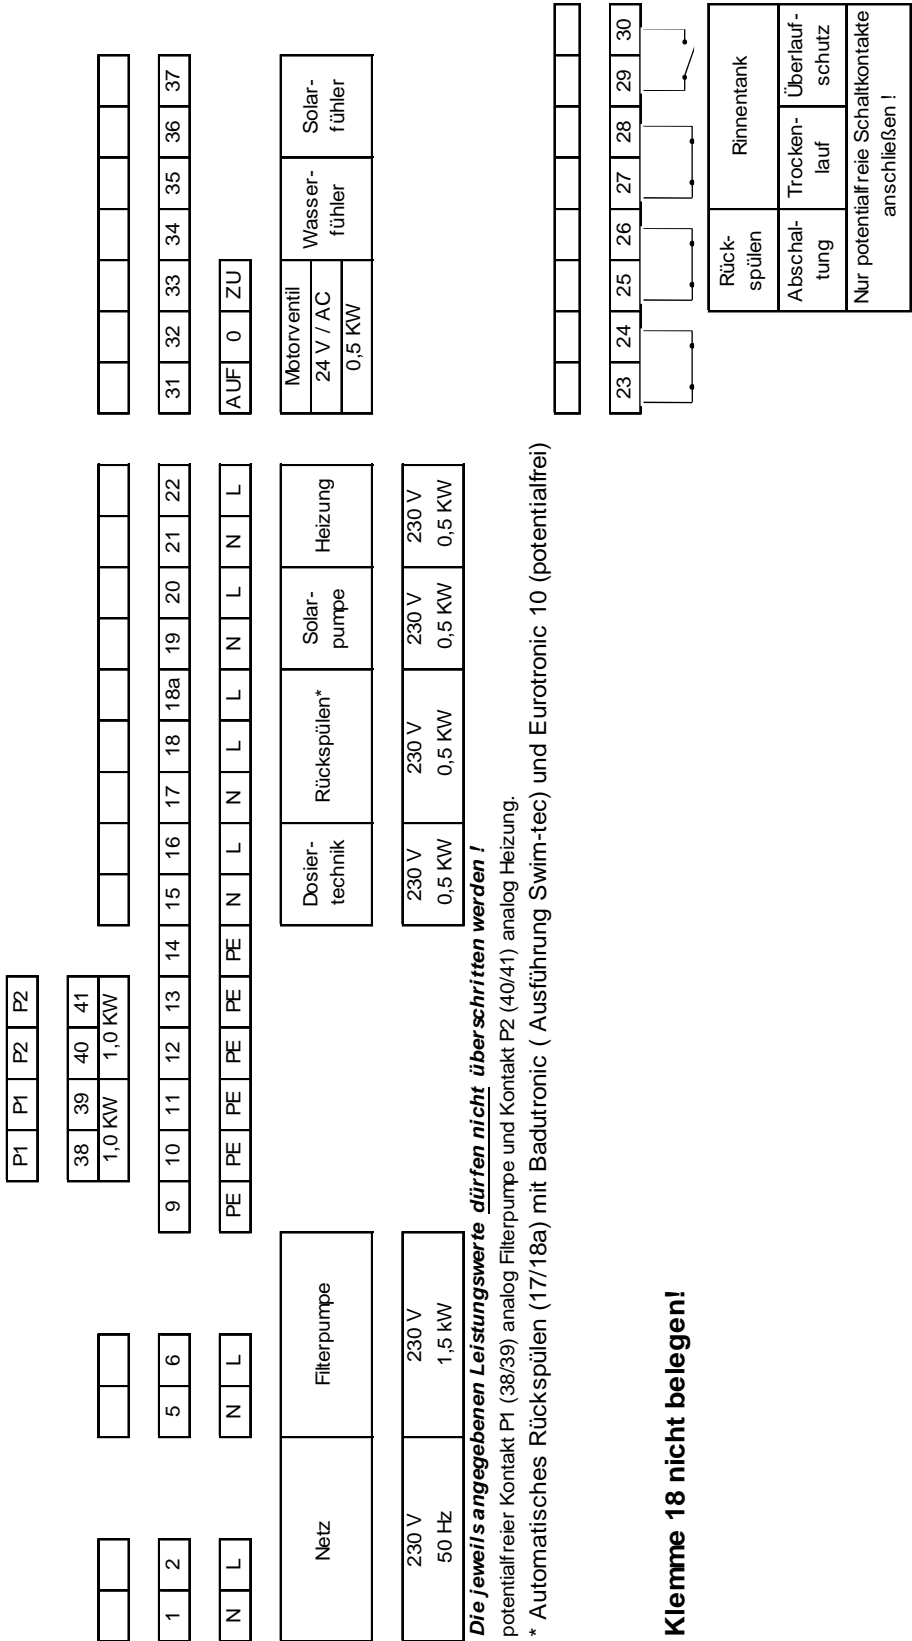 P1 P1 P2 P2
38 39 40 41
1,0 KW 1,0 KW
1 2 5 6 9 10 11 12 13 14 15 16 17 18 18a 19 20 21 22 31 32 33 34 35 36 37
N L N L PE PE PE PE PE PE N L N L L N L N L AUF 0 ZU
Netz
Filterpumpe
Dosier-
technik
Rückspülen*
Solar-
pumpe
Heizung
Motorventil
24 V / AC
0,5 KW
Wasser-
fühler
Solar-
fühler
230 V
50 Hz
230 V
1,5 kW
230 V
0,5 KW
230 V
0,5 KW
230 V
0,5 KW
230 V
0,5 KW
Die jeweils angegebenen Leistungswerte dürfen nicht überschritten werden !
potentialfreier Kontakt P1 (38/39) analog Filterpumpe und Kontakt P2 (40/41) analog Heizung.
* Automatisches Rückspülen (17/18a) mit Badutronic ( Ausführung Swim-tec) und Eurotronic 10 (potentialfrei)
23 24 25 26 27 28 29 30
Rück-
spülen
Rinnentank
Abschal-
tung
Trocken-
lauf
Überlauf-
schutz
Nur potentialfreie Schaltkontakte
anschließen !
Klemme 18 nicht belegen!